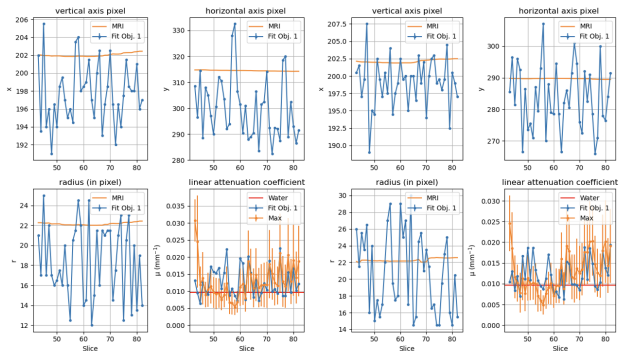 vertical axis pixel
206
204
202
200
198
196
194
192
x
50
60
70
80
MRI
Fit Obj. 1
horizontal axis pixel
330
320
310
300
290
280
y
50
60
70
80
MRI
Fit Obj. 1
vertical axis pixel
207.5
205.0
202.5
200.0
197.5
195.0
192.5
190.0
x
50
60
70
80
MRI
Fit Obj. 1
horizontal axis pixel
300
290
280
270
y
50
60
70
80
MRI
Fit Obj. 1
radius (in pixel)
24
22
20
18
16
14
12
r
50
60
70
80
Slice
MRI
Fit Obj. 1
linear attenuation coefficient
0.035
0.030
0.025
0.020
0.015
0.010
0.005
0.000
μ (mm⁻¹)
50
60
70
80
Slice
Water
Fit Obj. 1
Max
radius (in pixel)
30
28
26
24
22
20
18
16
14
r
50
60
70
80
Slice
MRI
Fit Obj. 1
linear attenuation coefficient
0.030
0.025
0.020
0.015
0.010
0.005
0.000
μ (mm⁻¹)
50
60
70
80
Slice
Water
Fit Obj. 1
Max